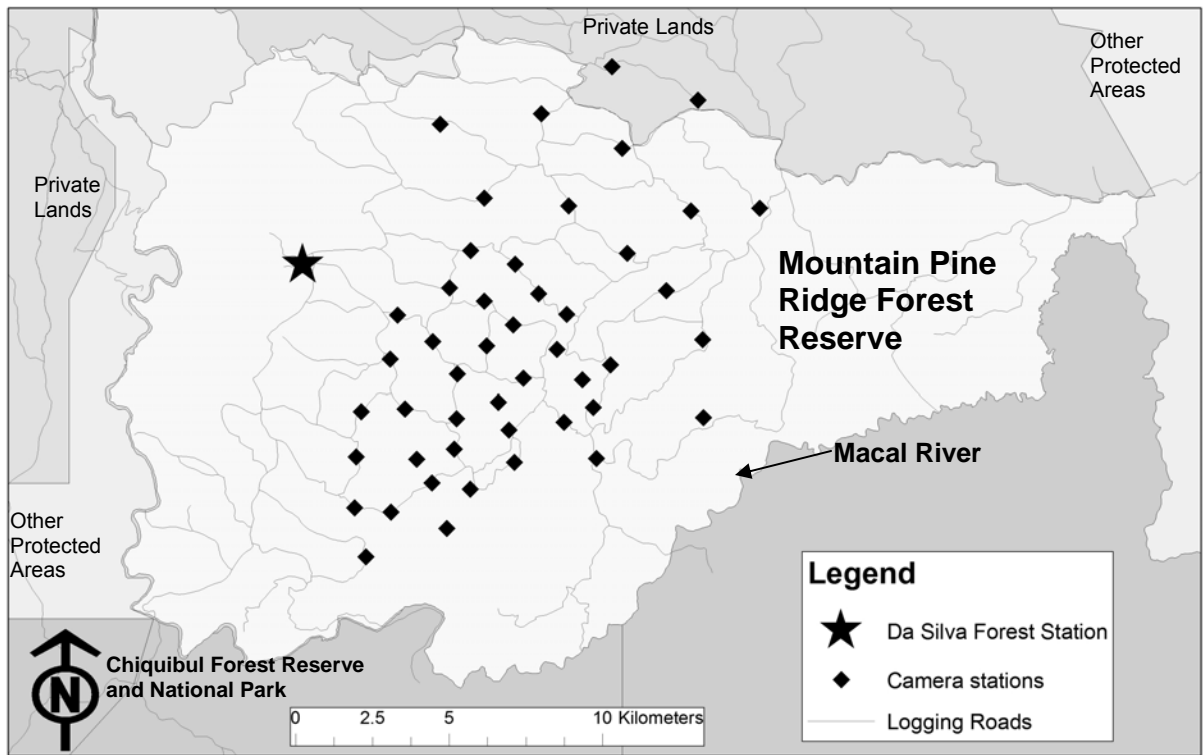 Private Lands
Other
Protected
Areas
Private
Lands
Mountain Pine
Ridge Forest
Reserve
Macal River
Other
Protected
Areas
Legend
Da Silva Forest Station
Camera stations
Logging Roads
Chiquibul Forest Reserve
and National Park
N
0 2.5 5 10 Kilometers